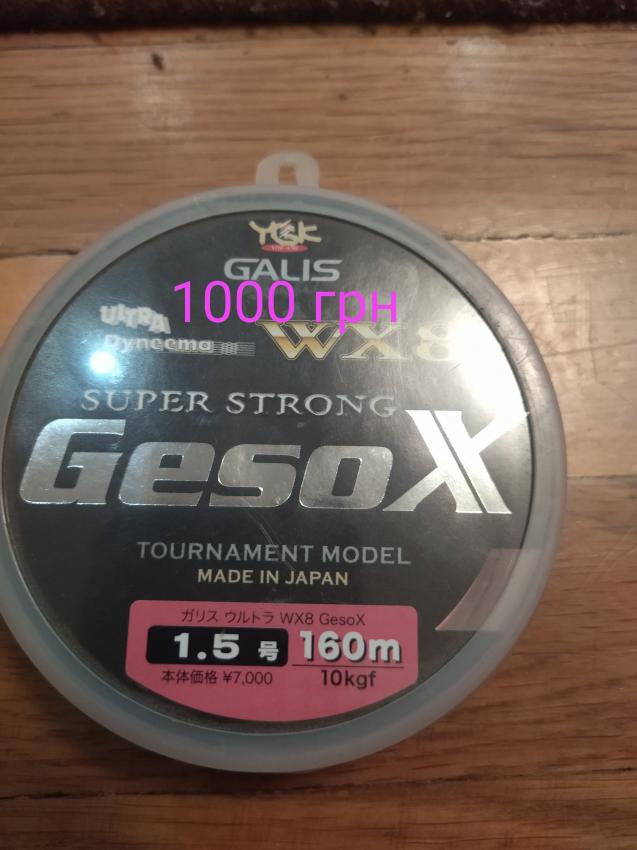 YGK
GALIS
1000 грн
ULTRA
Dyneema
WX8
SUPER STRONG
GesoX
TOURNAMENT MODEL
MADE IN JAPAN
ガリス ウルトラ WX8 GesoX
1.5 号 160m
本体価格 ¥7,000 10kgf